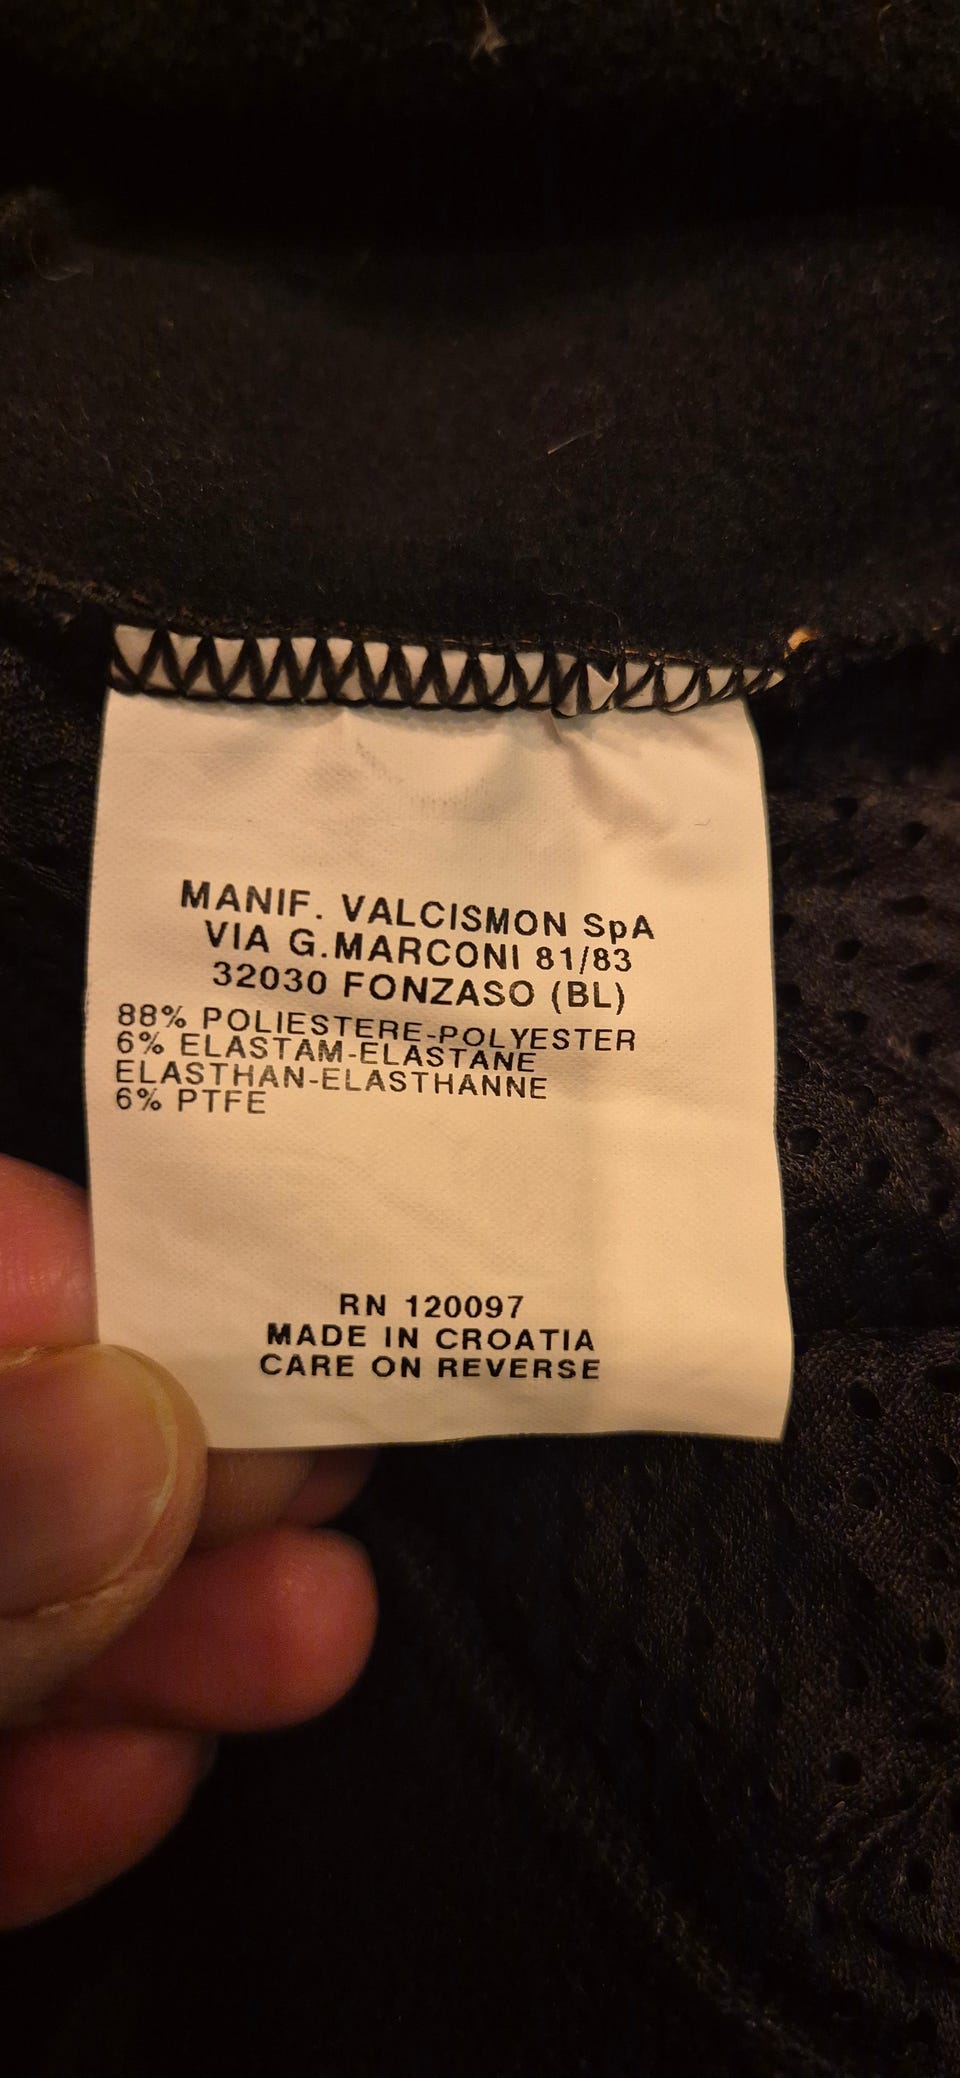 MANIF. VALCISMON SpA
VIA G.MARCONI 81/83
32030 FONZASO (BL)
88% POLIESTERE-POLYESTER
6% ELASTAM-ELASTANE
ELASTHAN-ELASTHANNE
6% PTFE
RN 120097
MADE IN CROATIA
CARE ON REVERSE